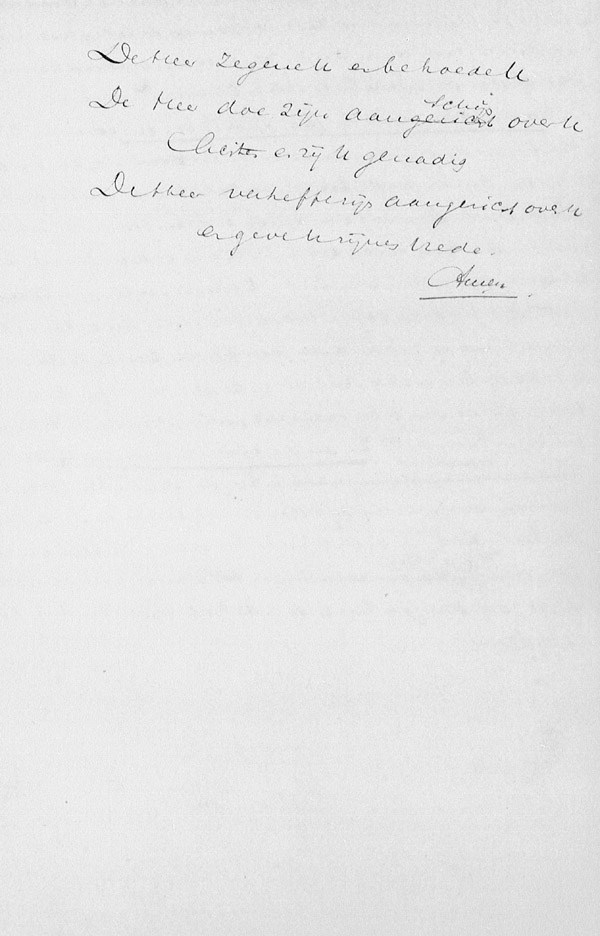 De Heer zegene U en behoede U
De Heer doe zijn aangezicht over U
lichten en zij U genadig
De Heer verheffe zijn aangezicht over U
en geve U zijnes vrede.
Amen.